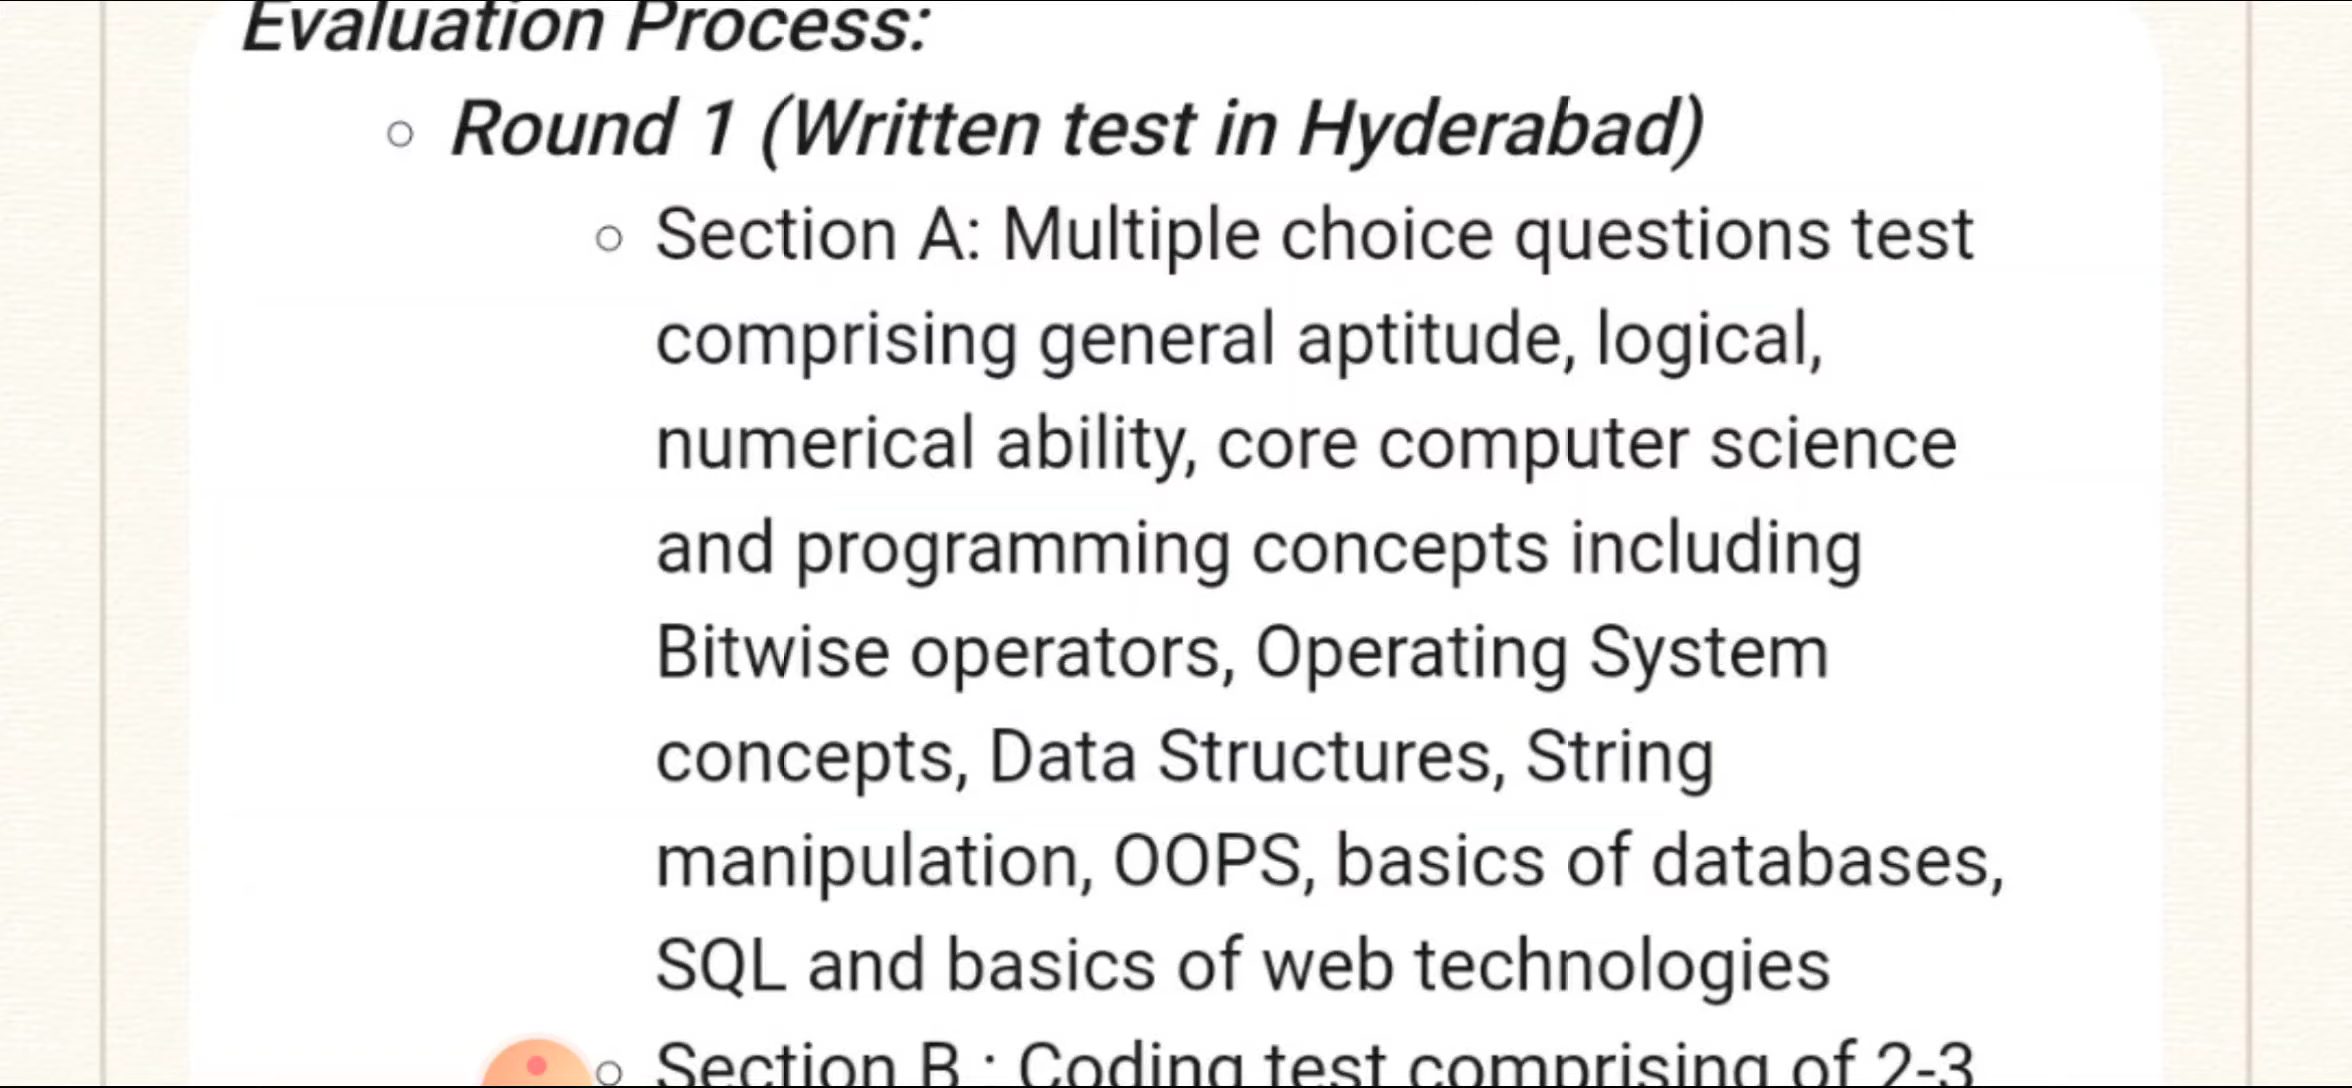 Evaluation Process:
Round 1 (Written test in Hyderabad)
Section A: Multiple choice questions test
comprising general aptitude, logical,
numerical ability, core computer science
and programming concepts including
Bitwise operators, Operating System
concepts, Data Structures, String
manipulation, OOPS, basics of databases,
SQL and basics of web technologies
Section B : Coding test comprising of 2-3